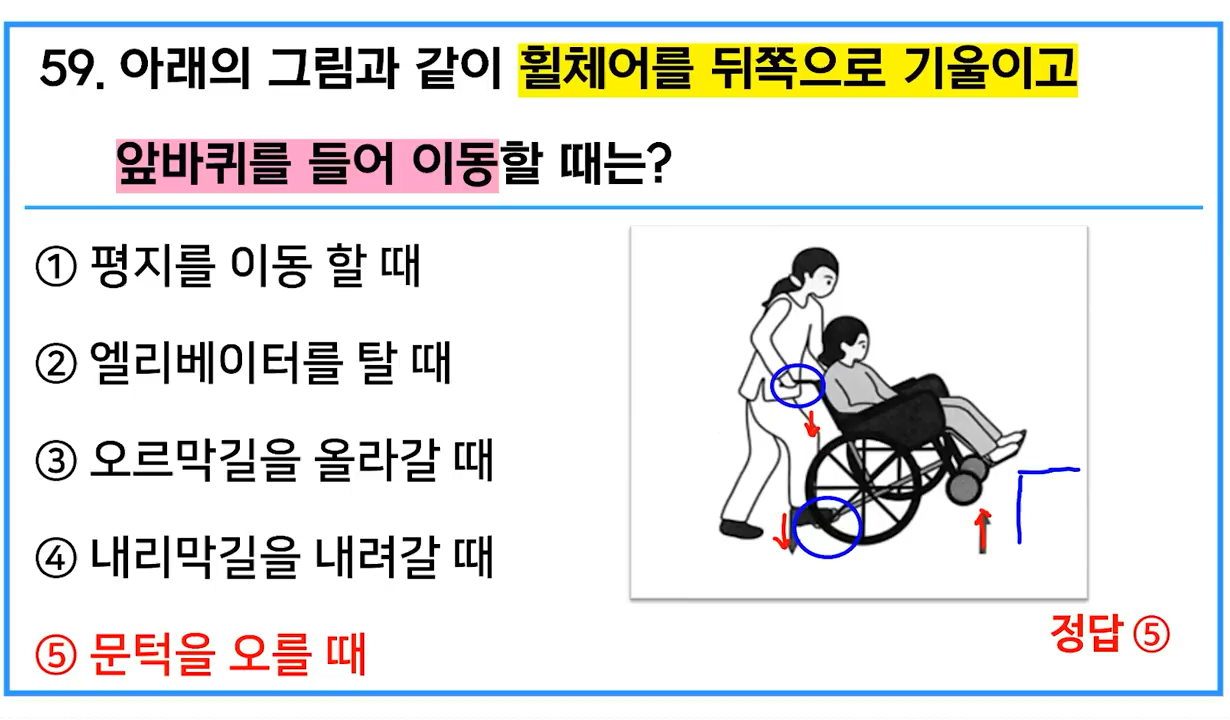 59. 아래의 그림과 같이 휠체어를 뒤쪽으로 기울이고
앞바퀴를 들어 이동할 때는?
① 평지를 이동 할 때
② 엘리베이터를 탈 때
③ 오르막길을 올라갈 때
④ 내리막길을 내려갈 때
⑤ 문턱을 오를 때
정답 ⑤